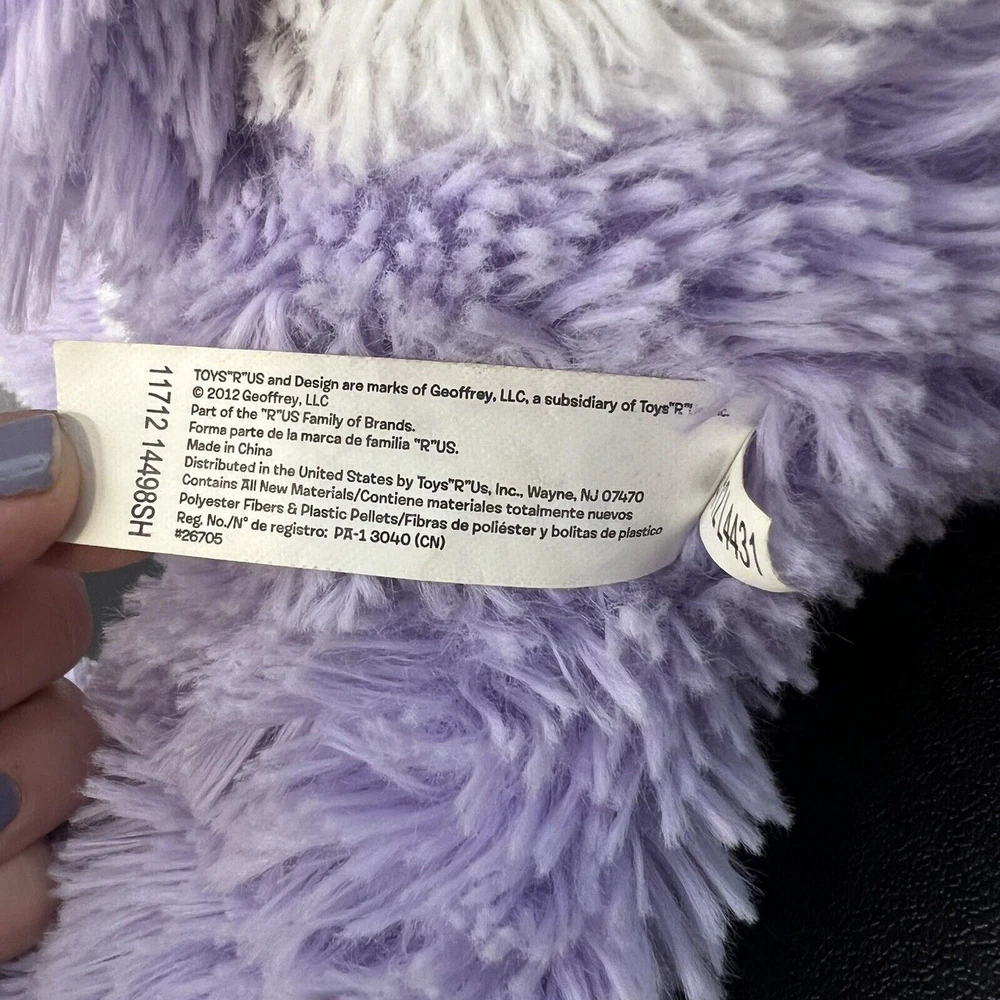 TOYS"R"US and Design are marks of Geoffrey, LLC, a subsidiary of Toys"R"
© 2012 Geoffrey, LLC
Part of the "R"US Family of Brands.
Forma parte de la marca de familia "R"US.
Made in China
Distributed in the United States by Toys"R"Us, Inc., Wayne, NJ 07470
Contains All New Materials/Contiene materiales totalmente nuevos
Polyester Fibers & Plastic Pellets/Fibras de poliéster y bolitas de plastico
Reg. No./N° de registro: PA-1 3040 (CN)
#26705
11712 14498SH
14431